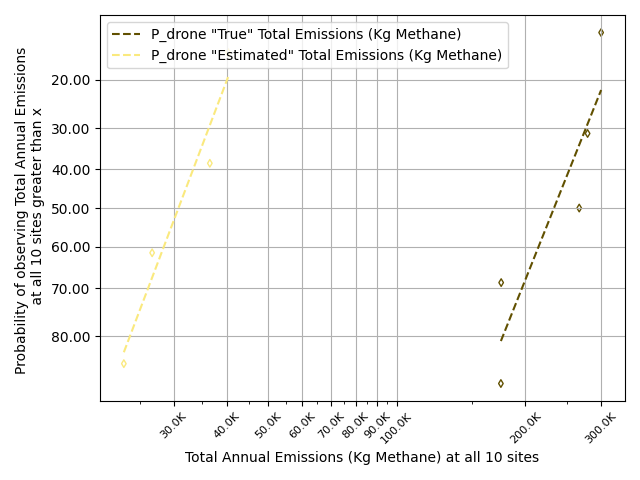 P_drone "True" Total Emissions (Kg Methane)
P_drone "Estimated" Total Emissions (Kg Methane)
Probability of observing Total Annual Emissions
at all 10 sites greater than x
20.00
30.00
40.00
50.00
60.00
70.00
80.00
30.0K
40.0K
50.0K
60.0K
70.0K
80.0K
90.0K
100.0K
200.0K
300.0K
Total Annual Emissions (Kg Methane) at all 10 sites